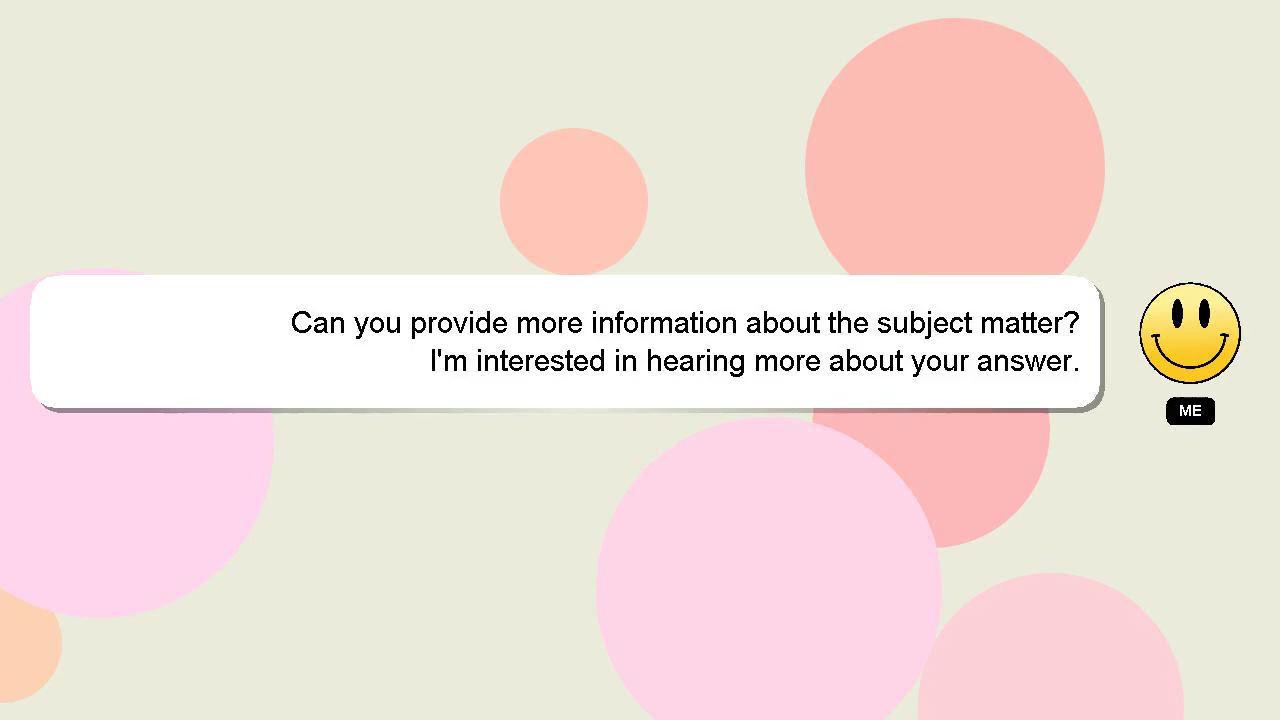 Can you provide more information about the subject matter?
I'm interested in hearing more about your answer.
ME